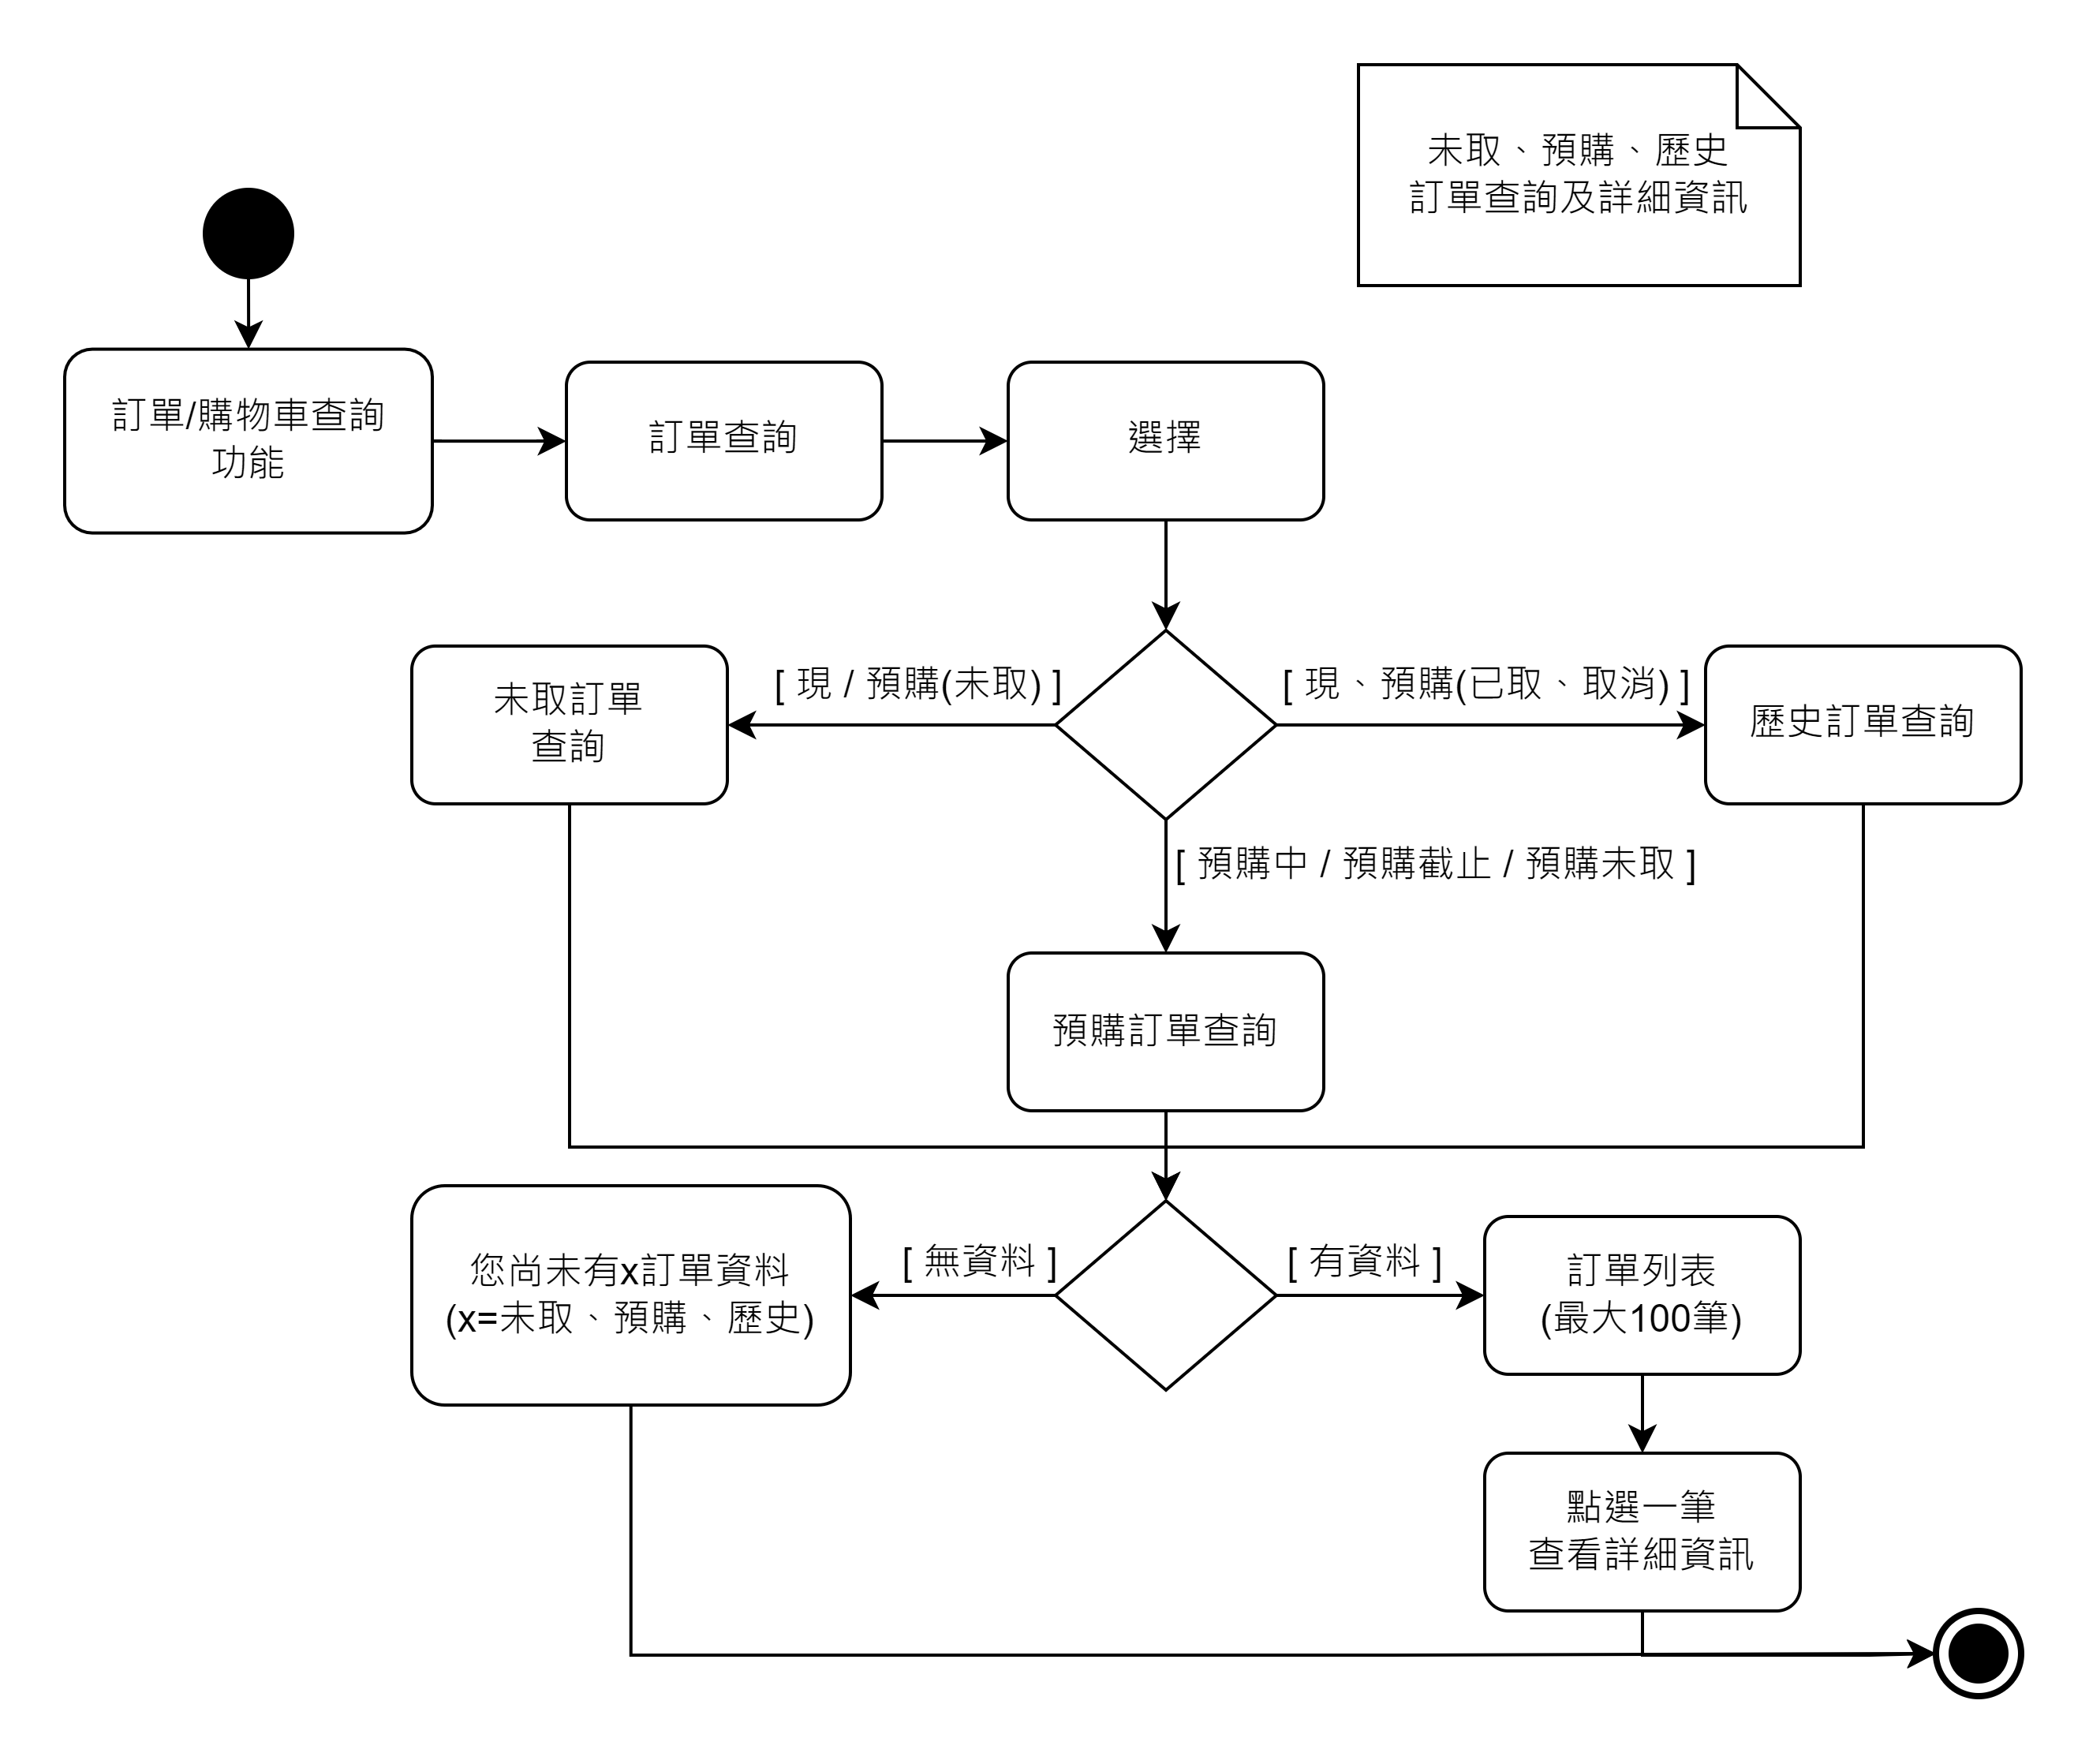 未取、預購、歷史
訂單查詢及詳細資訊
訂單/購物車查詢
功能
訂單查詢
選擇
未取訂單
查詢
[ 現 / 預購(未取) ]
[ 現、預購(已取、取消) ]
歷史訂單查詢
[ 預購中 / 預購截止 / 預購未取 ]
預購訂單查詢
您尚未有x訂單資料
(x=未取、預購、歷史)
[ 無資料 ]
[ 有資料 ]
訂單列表
(最大100筆)
點選一筆
查看詳細資訊